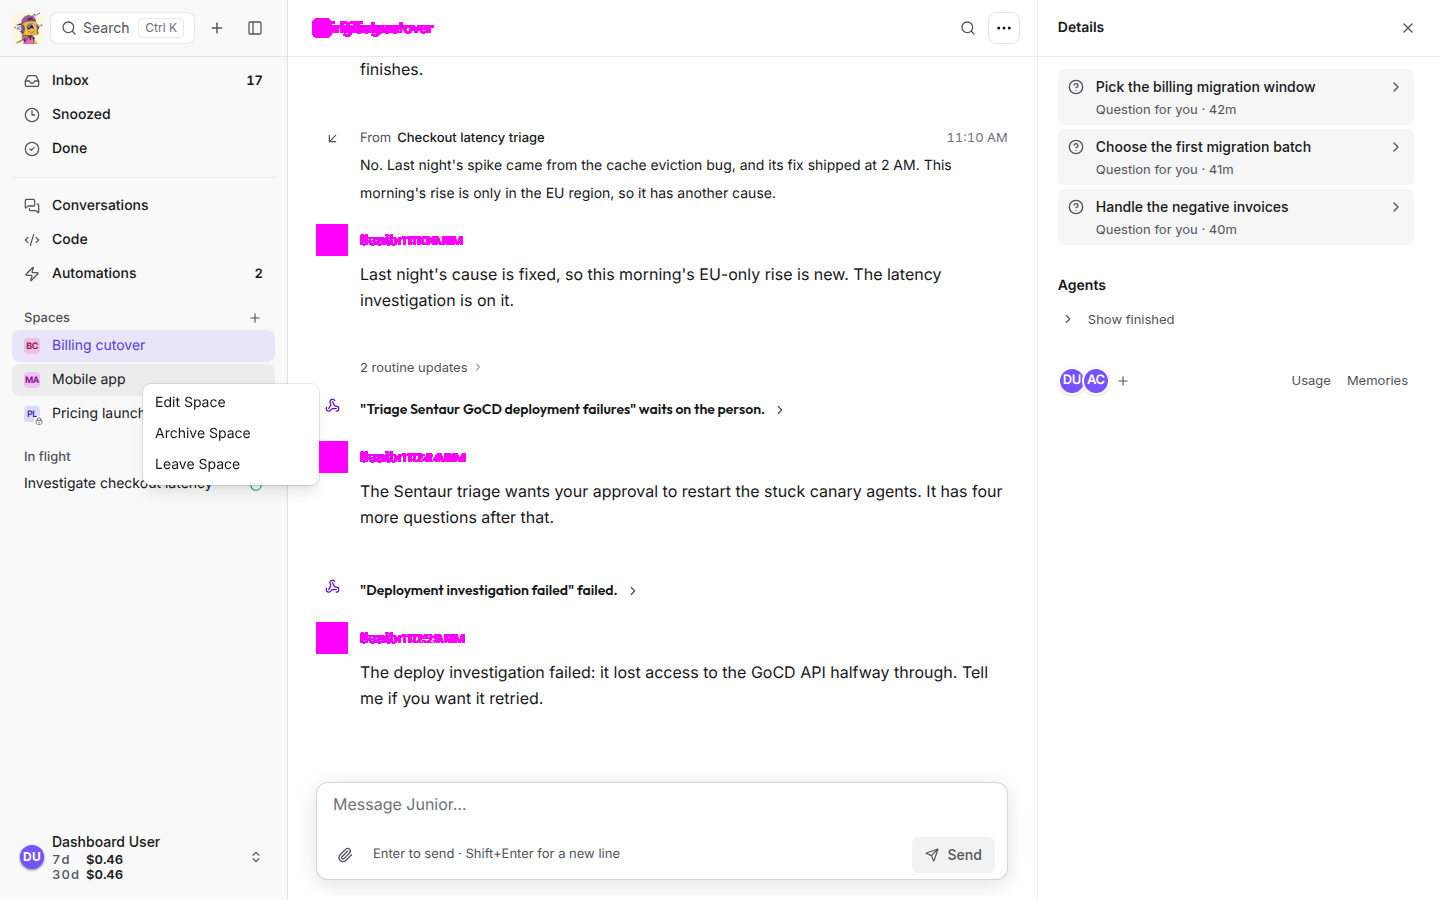 Search
Ctrl K
Inbox
17
Snoozed
Done
Conversations
Code
Automations
2
Spaces
BC
Billing cutover
MA
Mobile app
PL
Pricing launch
Edit Space
Archive Space
Leave Space
In flight
Investigate checkout latency
DU
Dashboard User
7d $0.46
30d $0.46
finishes.
From Checkout latency triage
11:10 AM
No. Last night's spike came from the cache eviction bug, and its fix shipped at 2 AM. This
morning's rise is only in the EU region, so it has another cause.
Last night's cause is fixed, so this morning's EU-only rise is new. The latency
investigation is on it.
2 routine updates
"Triage Sentaur GoCD deployment failures" waits on the person.
The Sentaur triage wants your approval to restart the stuck canary agents. It has four
more questions after that.
"Deployment investigation failed" failed.
The deploy investigation failed: it lost access to the GoCD API halfway through. Tell
me if you want it retried.
Message Junior...
Enter to send · Shift+Enter for a new line
Send
Details
Pick the billing migration window
Question for you · 42m
Choose the first migration batch
Question for you · 41m
Handle the negative invoices
Question for you · 40m
Agents
Show finished
DU
AC
Usage
Memories